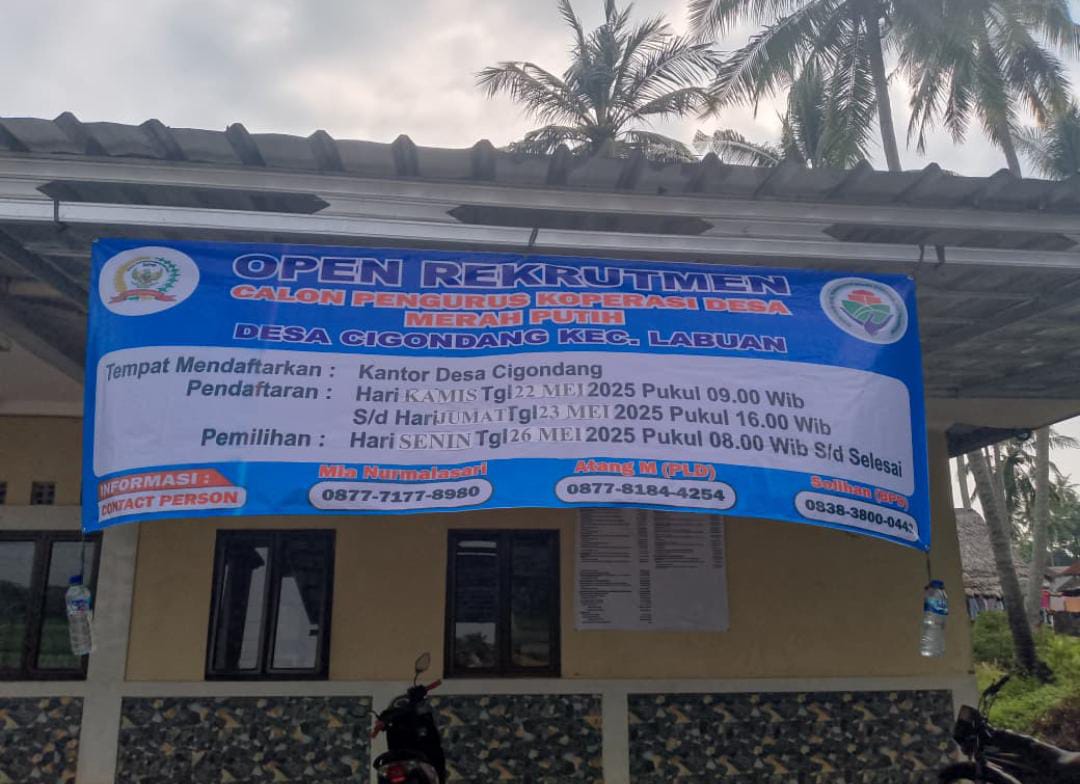 OPEN REKRUTMEN
CALON PENGURUS KOPERASI DESA
MERAH PUTIH
DESA CIGONDANG KEC. LABUAN
Tempat Mendaftarkan : Kantor Desa Cigondang
Pendaftaran : Hari KAMIS Tgl 22 MEI 2025 Pukul 09.00 Wib
S/d Hari JUMAT Tgl 23 MEI 2025 Pukul 16.00 Wib
Pemilihan : Hari SENIN Tgl 26 MEI 2025 Pukul 08.00 Wib S/d Selesai
INFORMASI :
CONTACT PERSON
Mia Nurmalasari
0877-7177-8980
Atang M (PLD)
0877-8184-4254
Solihan (BPD)
0838-3800-044